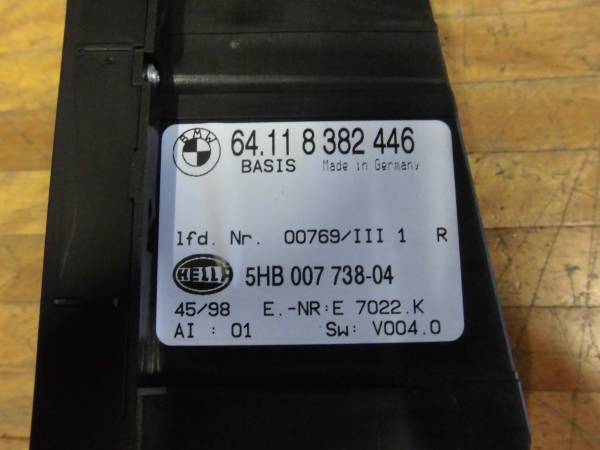 BMW 64.11 8 382 446
BASIS Made in Germany
lfd. Nr. 00769/III 1 R
HELLA 5HB 007 738-04
45/98 E.-NR:E 7022.K
AI : 01 Sw: V004.0